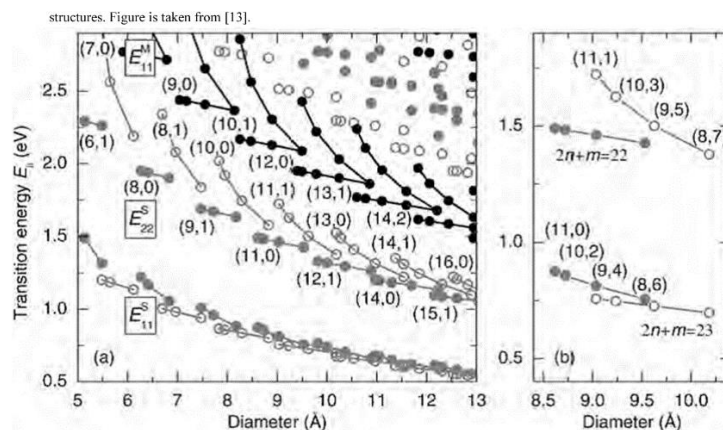 structures. Figure is taken from [13].
Transition energy Eii (eV)
2.5
2.0
1.5
1.0
0.5
(7,0)
E11M
(9,0)
(8,1)
(10,1)
(10,0)
(12,0)
(6,1)
(8,0)
(11,1)
(13,1)
(13,0)
(14,2)
E22S
(9,1)
(14,1)
(11,0)
(16,0)
(12,1)
(14,0)
(15,1)
E11S
(a)
5 6 7 8 9 10 11 12 13
Diameter (Å)
(11,1)
(10,3)
(9,5)
(8,7)
1.5
2n+m=22
1.0
(11,0)
(10,2)
(9,4)
(8,6)
2n+m=23
0.5
(b)
8.5 9.0 9.5 10.0
Diameter (Å)